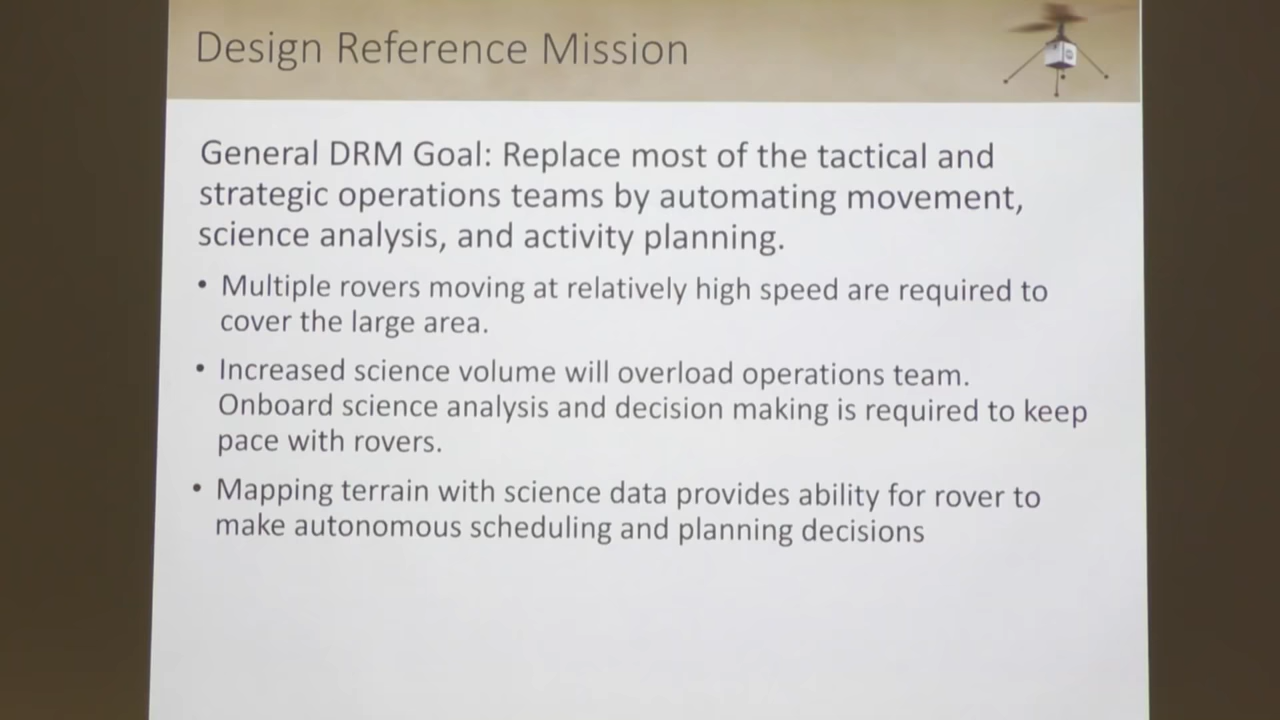 Design Reference Mission
General DRM Goal: Replace most of the tactical and
strategic operations teams by automating movement,
science analysis, and activity planning.
• Multiple rovers moving at relatively high speed are required to
cover the large area.
• Increased science volume will overload operations team.
Onboard science analysis and decision making is required to keep
pace with rovers.
• Mapping terrain with science data provides ability for rover to
make autonomous scheduling and planning decisions